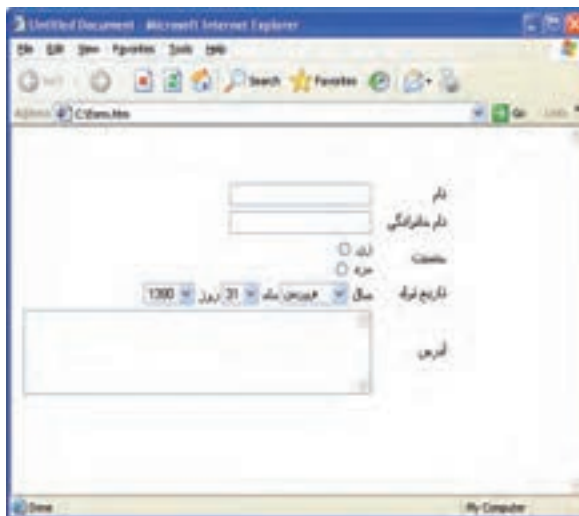 Untitled Document - Microsoft Internet Explorer
File Edit View Favorites Tools Help
Search Favorites
Address C:\form.htm Go Links
نام
نام خانوادگی
جنسیت
زن
مرد
تاریخ تولد سال فروردین ماه 31 روز 1380
آدرس
Done My Computer